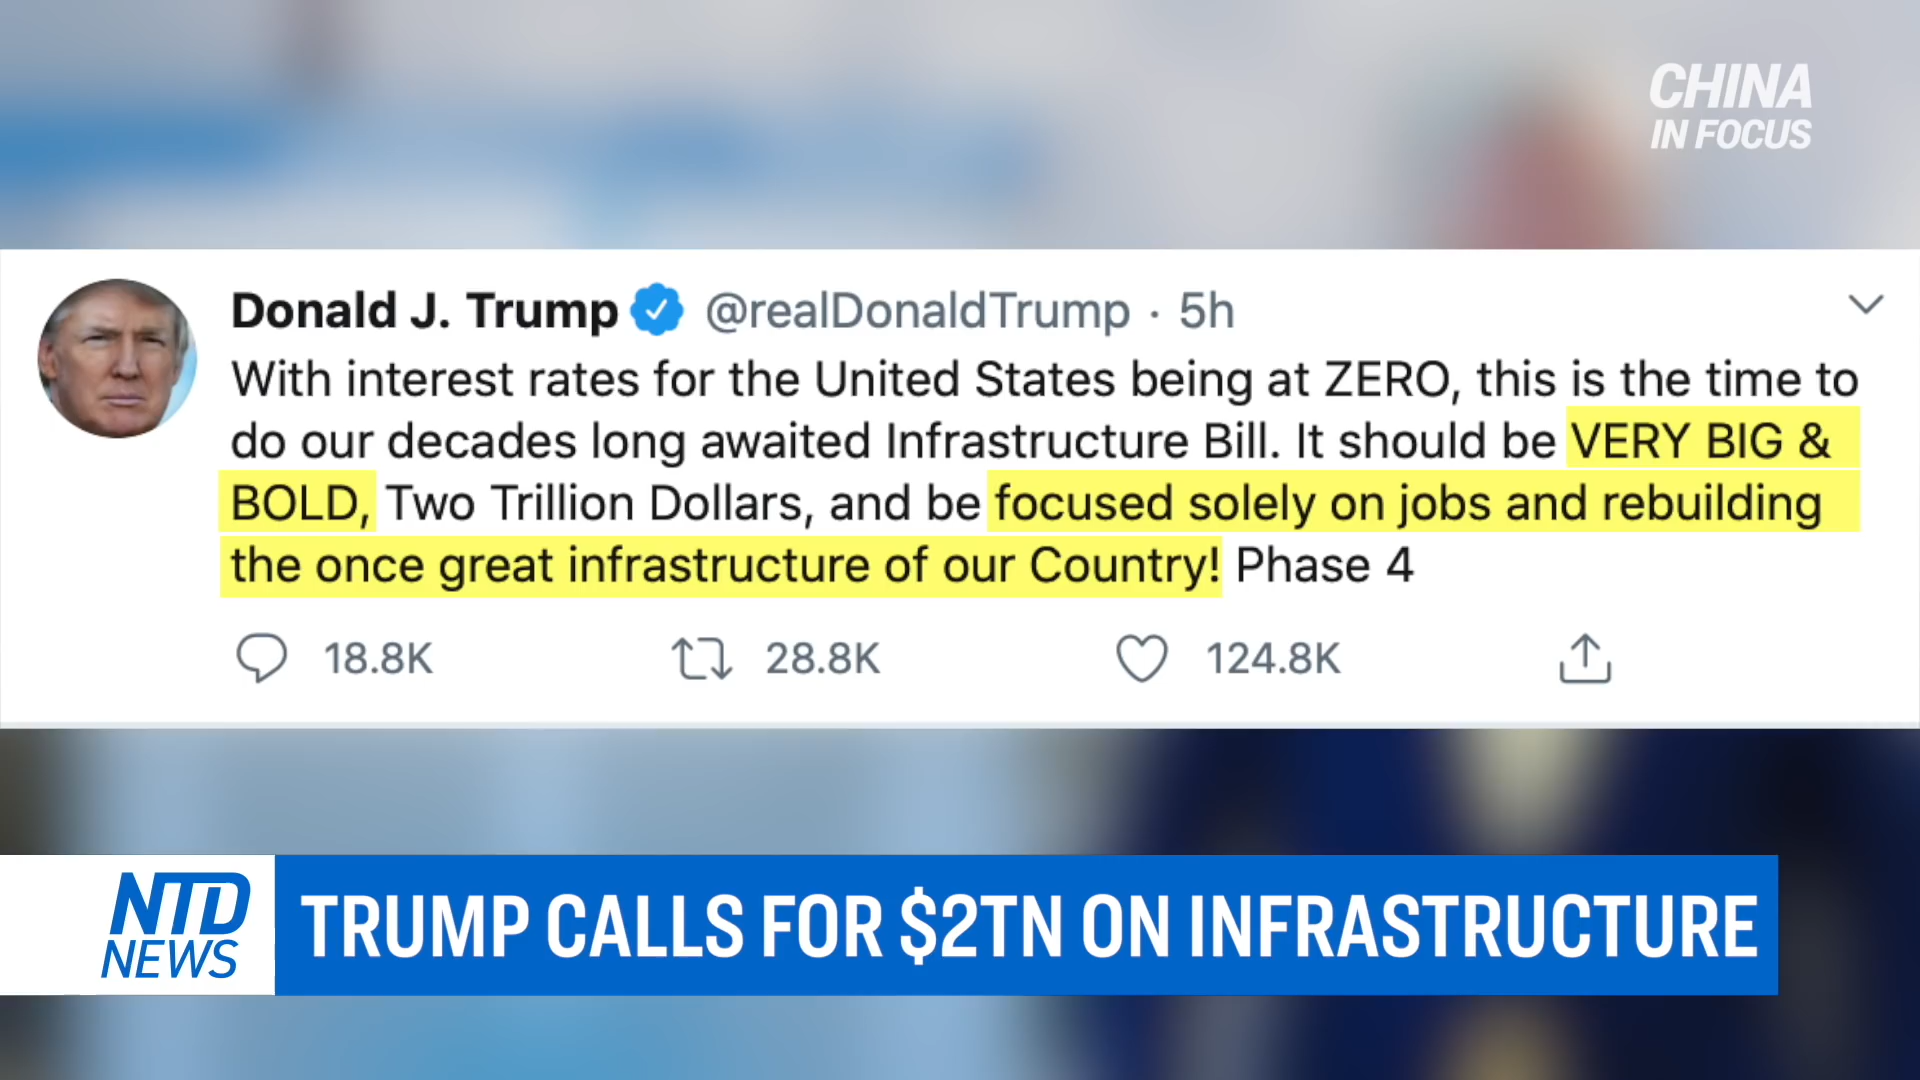 CHINA
IN FOCUS
Donald J. Trump @realDonaldTrump · 5h
With interest rates for the United States being at ZERO, this is the time to
do our decades long awaited Infrastructure Bill. It should be VERY BIG &
BOLD, Two Trillion Dollars, and be focused solely on jobs and rebuilding
the once great infrastructure of our Country! Phase 4
18.8K 28.8K 124.8K
NTD
NEWS
TRUMP CALLS FOR $2TN ON INFRASTRUCTURE